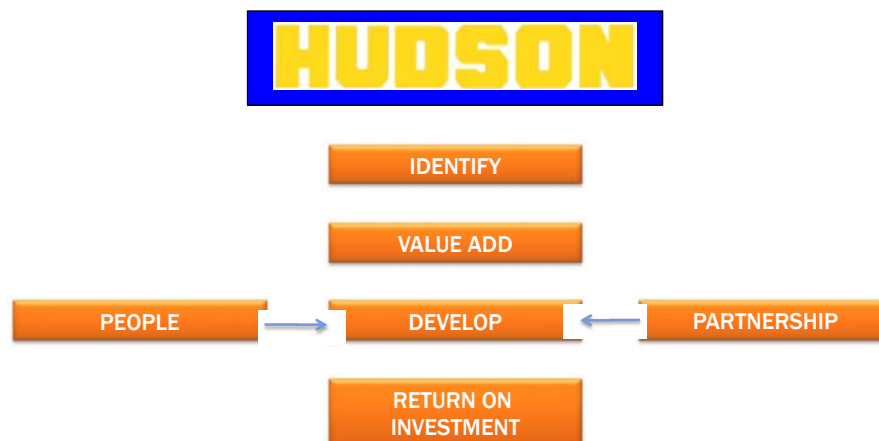 HUDSON
IDENTIFY
VALUE ADD
PEOPLE
DEVELOP
PARTNERSHIP
RETURN ON
INVESTMENT